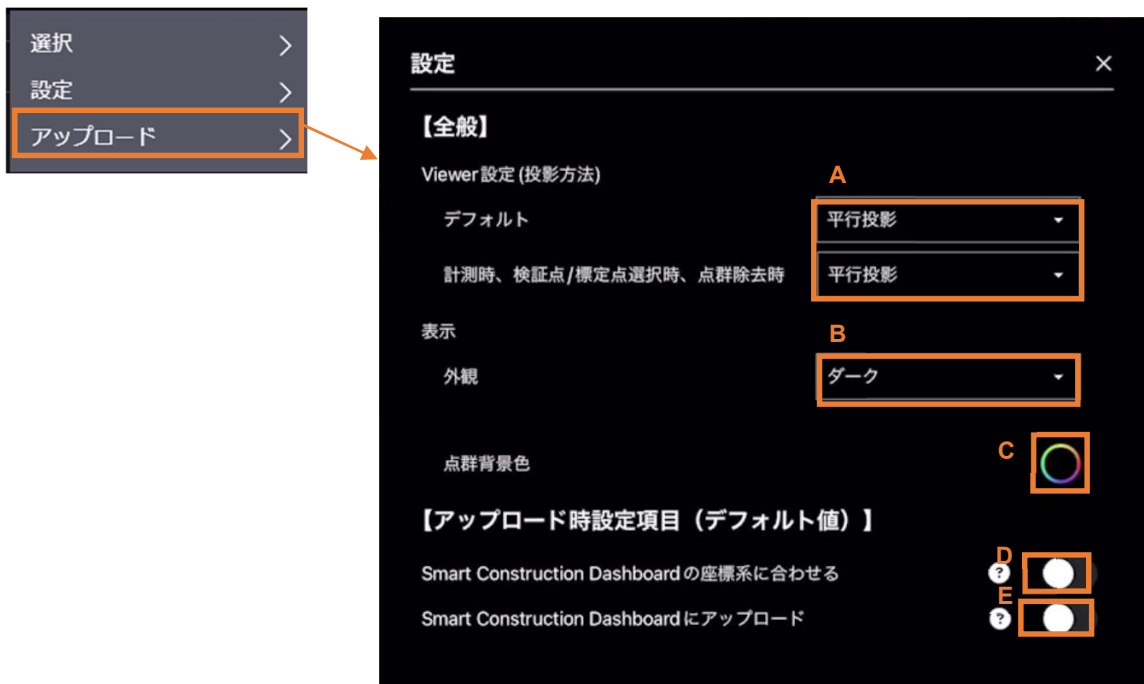 選択
設定
アップロード
設定
【全般】
Viewer設定(投影方法)
A
デフォルト
平行投影
計測時、検証点/標定点選択時、点群除去時
平行投影
表示
B
外観
ダーク
点群背景色
C
【アップロード時設定項目（デフォルト値）】
D
Smart Construction Dashboardの座標系に合わせる
?
E
Smart Construction Dashboardにアップロード
?